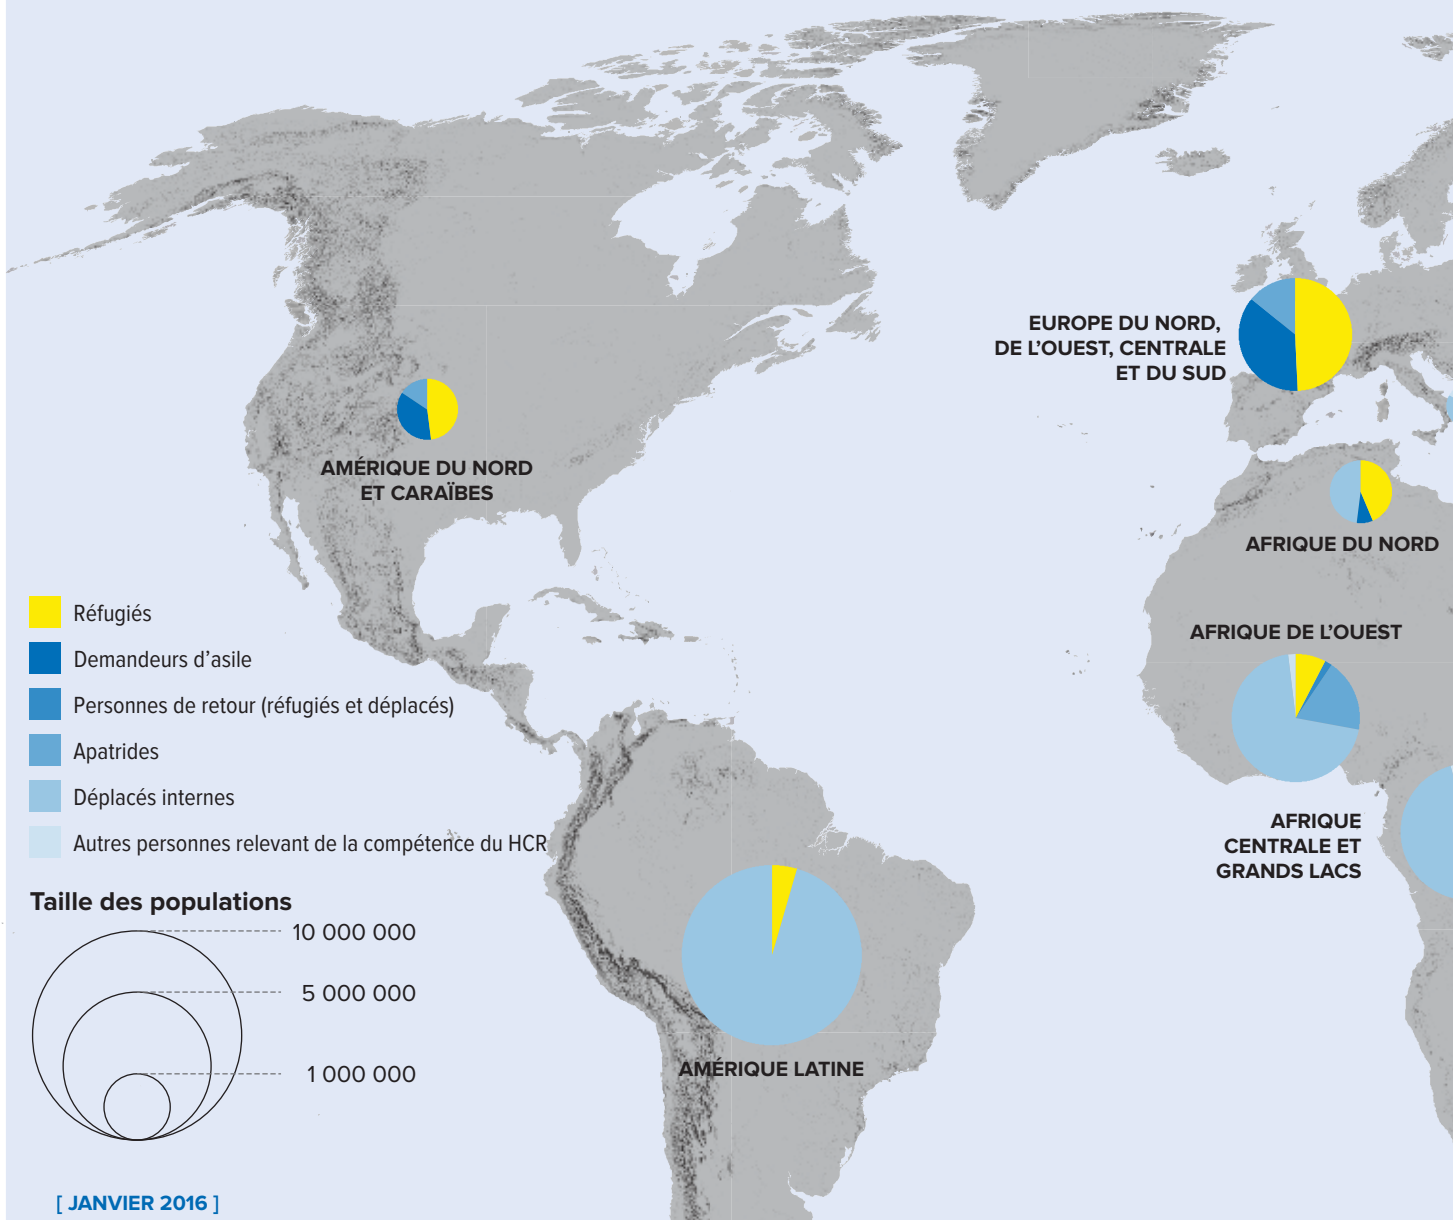 EUROPE DU NORD,
DE L'OUEST, CENTRALE
ET DU SUD
AMÉRIQUE DU NORD
ET CARAÏBES
AFRIQUE DU NORD
AFRIQUE DE L'OUEST
AFRIQUE
CENTRALE ET
GRANDS LACS
AMÉRIQUE LATINE
Réfugiés
Demandeurs d'asile
Personnes de retour (réfugiés et déplacés)
Apatrides
Déplacés internes
Autres personnes relevant de la compétence du HCR
Taille des populations
10 000 000
5 000 000
1 000 000
[ JANVIER 2016 ]